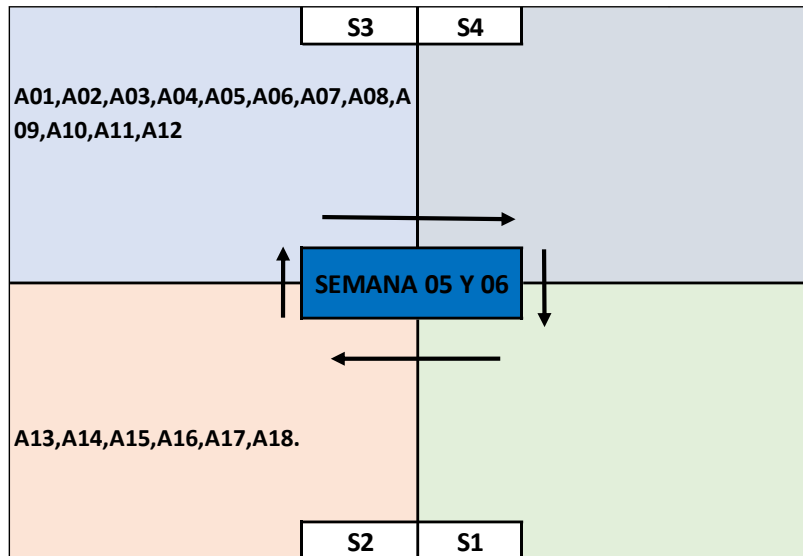 S3 S4
A01,A02,A03,A04,A05,A06,A07,A08,A
09,A10,A11,A12
SEMANA 05 Y 06
A13,A14,A15,A16,A17,A18.
S2 S1